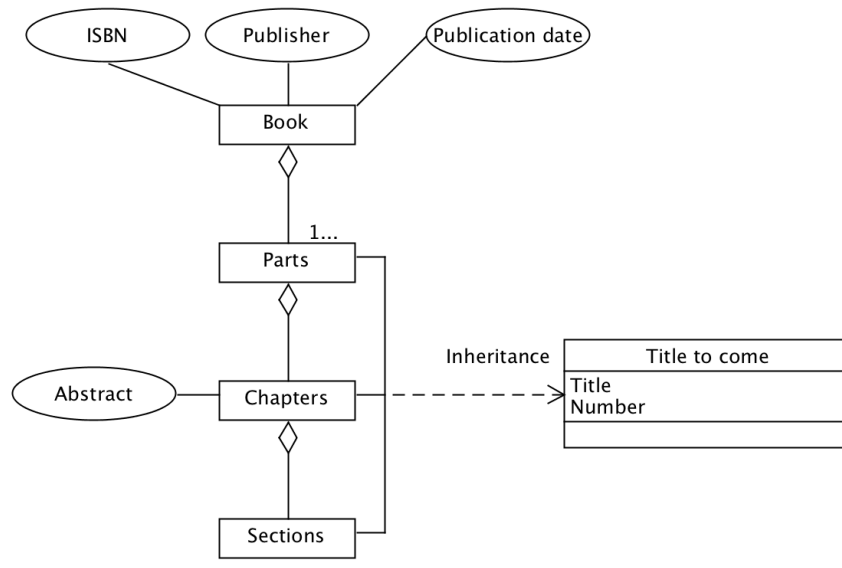 ISBN
Publisher
Publication date
Book
1...
Parts
Inheritance
Title to come
Abstract
Chapters
Title
Number
Sections